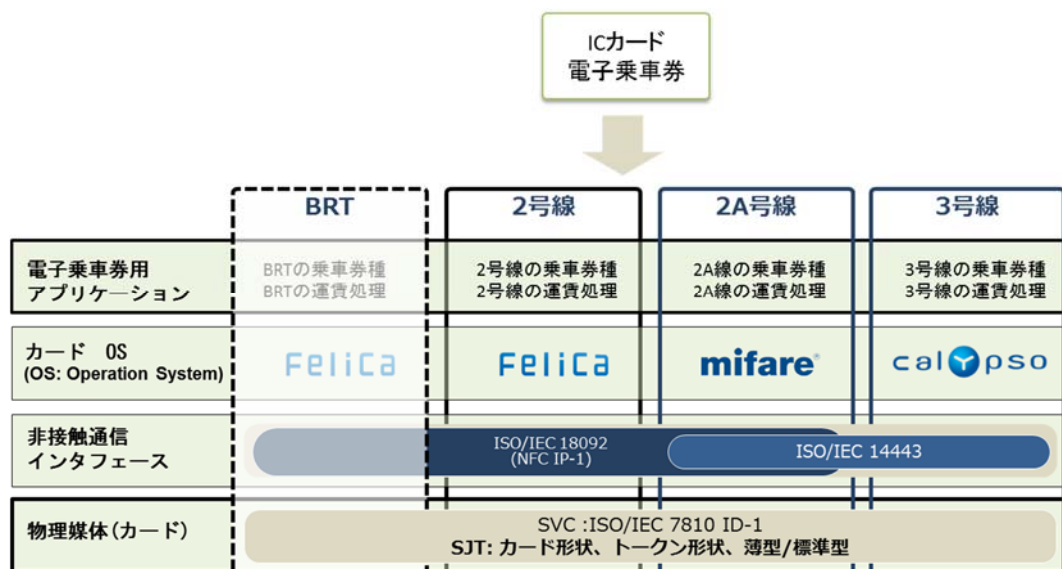 ICカード
電子乗車券
BRT
2号線
2A号線
3号線
電子乗車券用
アプリケーション
BRTの乗車券種
BRTの運賃処理
2号線の乗車券種
2号線の運賃処理
2A線の乗車券種
2A線の運賃処理
3号線の乗車券種
3号線の運賃処理
カード OS
(OS: Operation System)
FeliCa
FeliCa
mifare®
calypso
非接触通信
インタフェース
ISO/IEC 18092
(NFC IP-1)
ISO/IEC 14443
物理媒体(カード)
SVC :ISO/IEC 7810 ID-1
SJT: カード形状、トークン形状、薄型/標準型